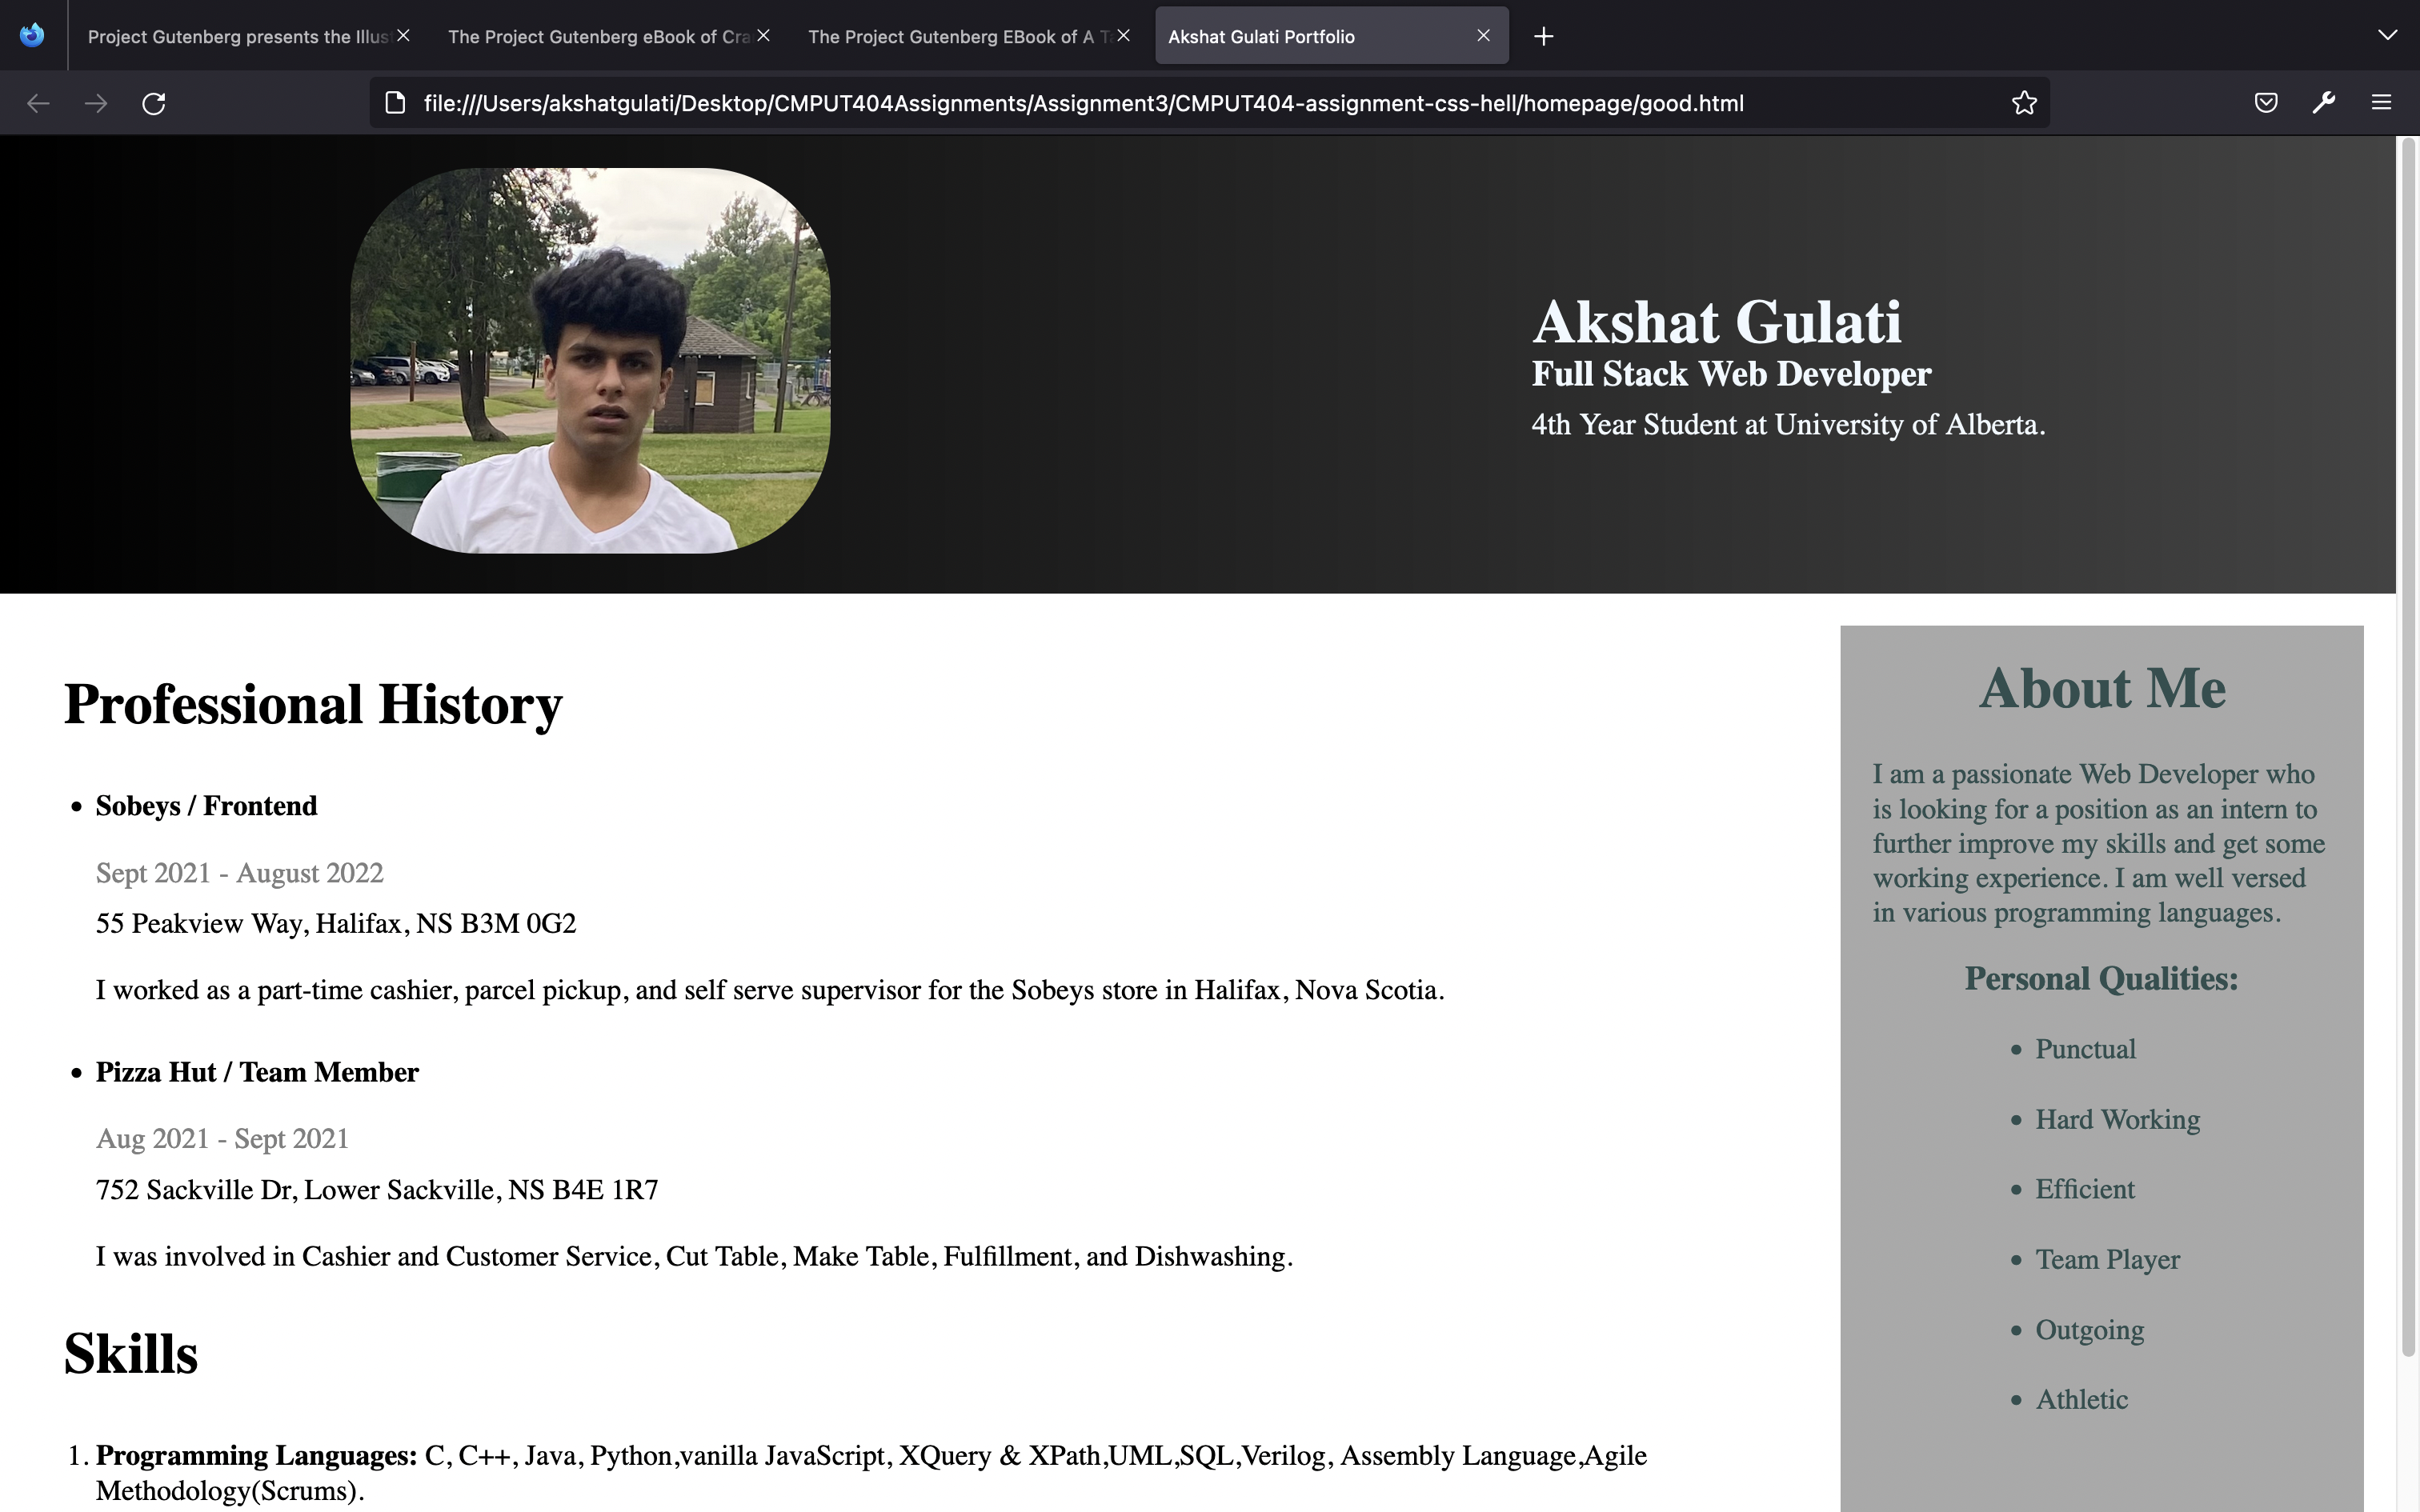 Project Gutenberg presents the Illus
The Project Gutenberg eBook of Cra
The Project Gutenberg EBook of A T
Akshat Gulati Portfolio
file:///Users/akshatgulati/Desktop/CMPUT404Assignments/Assignment3/CMPUT404-assignment-css-hell/homepage/good.html
Akshat Gulati
Full Stack Web Developer
4th Year Student at University of Alberta.
Professional History
• Sobeys / Frontend
Sept 2021 - August 2022
55 Peakview Way, Halifax, NS B3M 0G2
I worked as a part-time cashier, parcel pickup, and self serve supervisor for the Sobeys store in Halifax, Nova Scotia.
• Pizza Hut / Team Member
Aug 2021 - Sept 2021
752 Sackville Dr, Lower Sackville, NS B4E 1R7
I was involved in Cashier and Customer Service, Cut Table, Make Table, Fulfillment, and Dishwashing.
Skills
1. Programming Languages: C, C++, Java, Python,vanilla JavaScript, XQuery & XPath,UML,SQL,Verilog, Assembly Language,Agile
Methodology(Scrums).
About Me
I am a passionate Web Developer who
is looking for a position as an intern to
further improve my skills and get some
working experience. I am well versed
in various programming languages.
Personal Qualities:
• Punctual
• Hard Working
• Efficient
• Team Player
• Outgoing
• Athletic